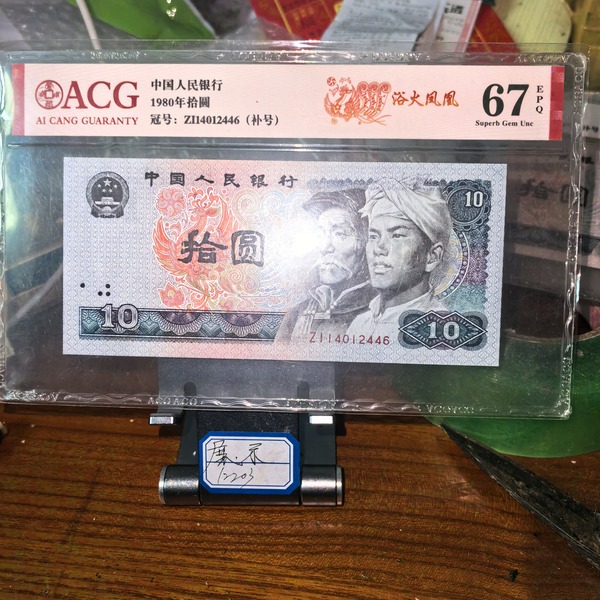 ACG
AI CANG GUARANTY
中国人民银行
1980年拾圆
冠号：ZI14012446（补号）
浴火凤凰
67
EPQ
Superb Gem Unc
中国人民银行
10
拾圆
10
10
ZI14012446
12203